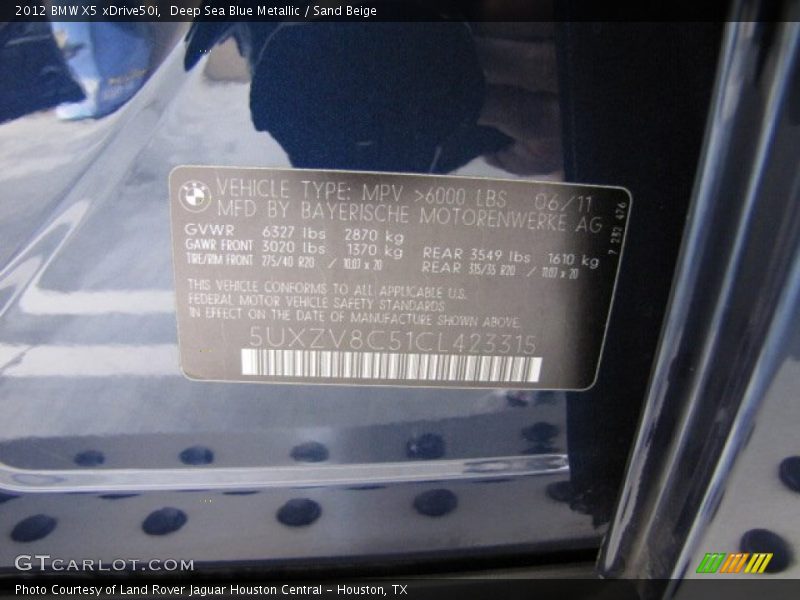 2012 BMW X5 xDrive50i, Deep Sea Blue Metallic / Sand Beige
VEHICLE TYPE: MPV >6000 LBS 06/11
MFD BY BAYERISCHE MOTORENWERKE AG
GVWR 6327 lbs 2870 kg
GAWR FRONT 3020 lbs 1370 kg REAR 3549 lbs 1610 kg
TIRE/RIM FRONT 275/40 R20 / 10.0J x 20 REAR 315/35 R20 / 11.0J x 20
THIS VEHICLE CONFORMS TO ALL APPLICABLE U.S.
FEDERAL MOTOR VEHICLE SAFETY STANDARDS
IN EFFECT ON THE DATE OF MANUFACTURE SHOWN ABOVE.
5UXZV8C51CL423315
7 232 476
GTCARLOT.COM
Photo Courtesy of Land Rover Jaguar Houston Central - Houston, TX